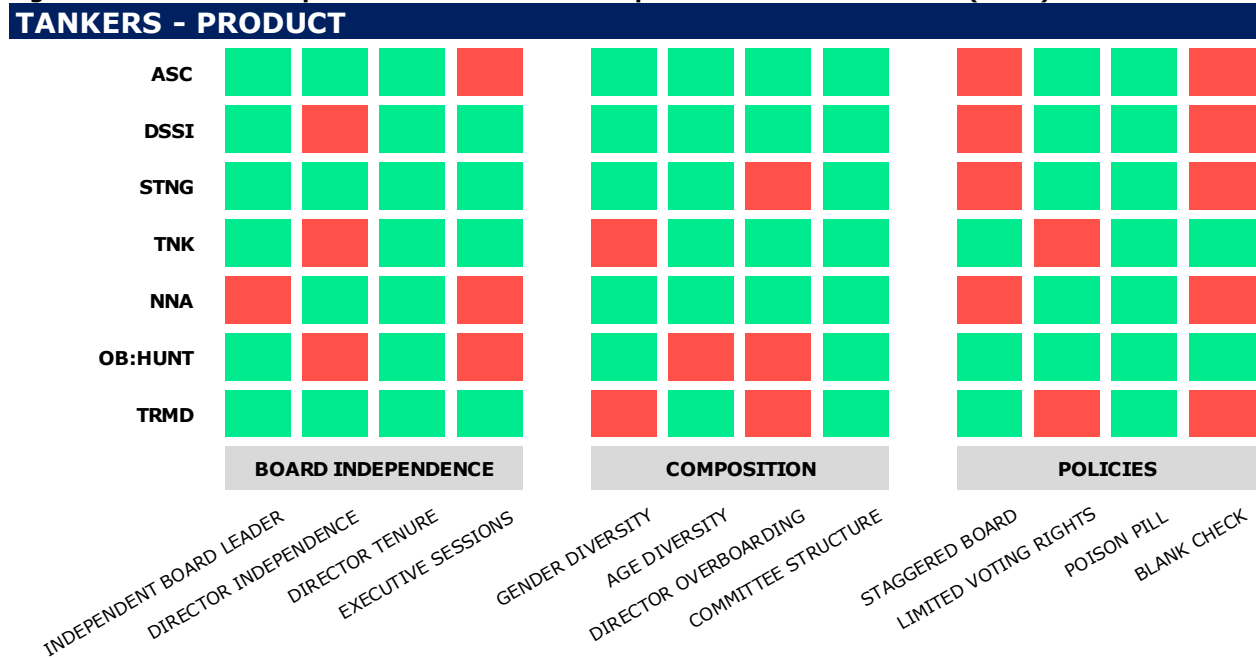 TANKERS - PRODUCT
ASC
DSSI
STNG
TNK
NNA
OB:HUNT
TRMD
BOARD INDEPENDENCE COMPOSITION POLICIES
INDEPENDENT BOARD LEADER
DIRECTOR INDEPENDENCE
DIRECTOR TENURE
EXECUTIVE SESSIONS
GENDER DIVERSITY
AGE DIVERSITY
DIRECTOR OVERBOARDING
COMMITTEE STRUCTURE
STAGGERED BOARD
LIMITED VOTING RIGHTS
POISON PILL
BLANK CHECK